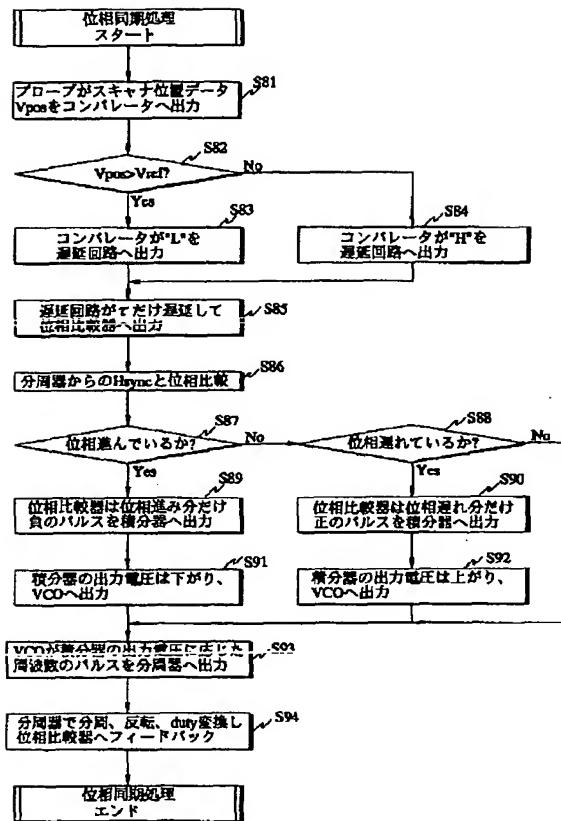 位相同期処理
スタート
S81
プローブがスキャナ位置データ
Vposをコンパレータへ出力
S82
Vpos>Vref?
No
Yes
S83
コンパレータが"L"を
遅延回路へ出力
S84
コンパレータが"H"を
遅延回路へ出力
遅延回路がτだけ遅延して
位相比較器へ出力
S85
S86
分周器からのHsyncと位相比較
S87
位相進んでいるか?
No
Yes
S88
位相遅れているか?
No
Yes
S89
位相比較器は位相進み分だけ
負のパルスを積分器へ出力
S90
位相比較器は位相遅れ分だけ
正のパルスを積分器へ出力
S91
積分器の出力電圧は下がり、
VCOへ出力
S92
積分器の出力電圧は上がり、
VCOへ出力
VCOが積分器の出力電圧に応じた
周波数のパルスを分周器へ出力
S93
分周器で分周、反転、duty変換し
位相比較器へフィードバック
S94
位相同期処理
エンド